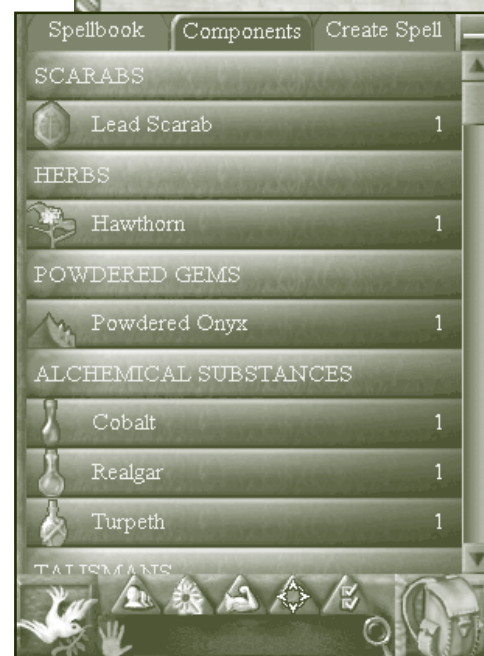 Spellbook Components Create Spell
SCARABS
Lead Scarab 1
HERBS
Hawthorn 1
POWDERED GEMS
Powdered Onyx 1
ALCHEMICAL SUBSTANCES
Cobalt 1
Realgar 1
Turpeth 1
TALISMANS